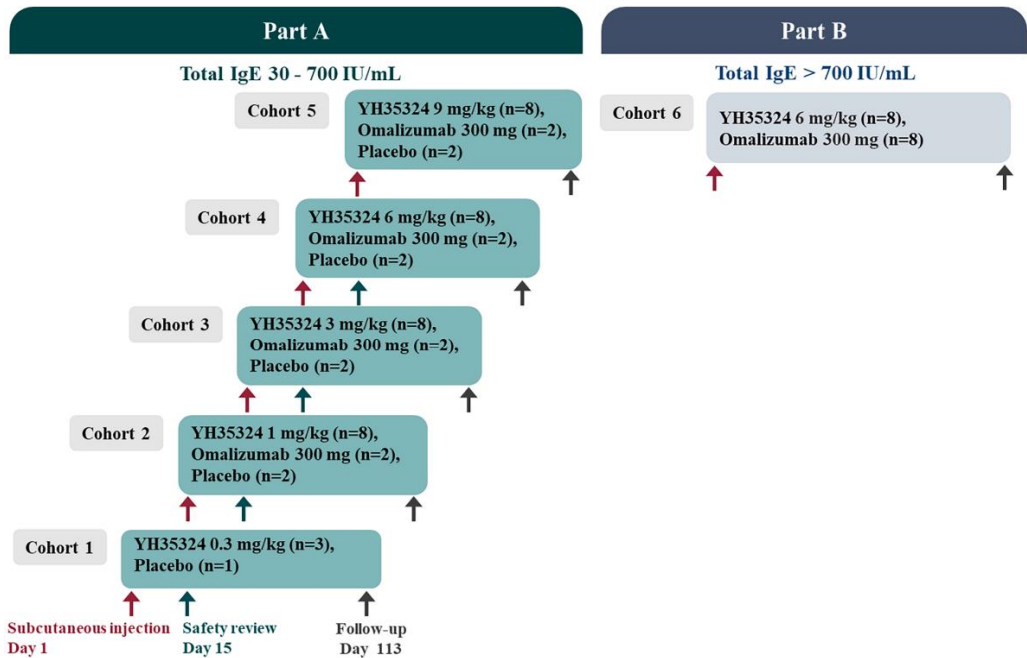 Part A
Total IgE 30 - 700 IU/mL
Cohort 5
YH35324 9 mg/kg (n=8),
Omalizumab 300 mg (n=2),
Placebo (n=2)
Cohort 4
YH35324 6 mg/kg (n=8),
Omalizumab 300 mg (n=2),
Placebo (n=2)
Cohort 3
YH35324 3 mg/kg (n=8),
Omalizumab 300 mg (n=2),
Placebo (n=2)
Cohort 2
YH35324 1 mg/kg (n=8),
Omalizumab 300 mg (n=2),
Placebo (n=2)
Cohort 1
YH35324 0.3 mg/kg (n=3),
Placebo (n=1)
Subcutaneous injection
Day 1
Safety review
Day 15
Follow-up
Day 113
Part B
Total IgE > 700 IU/mL
Cohort 6
YH35324 6 mg/kg (n=8),
Omalizumab 300 mg (n=8)